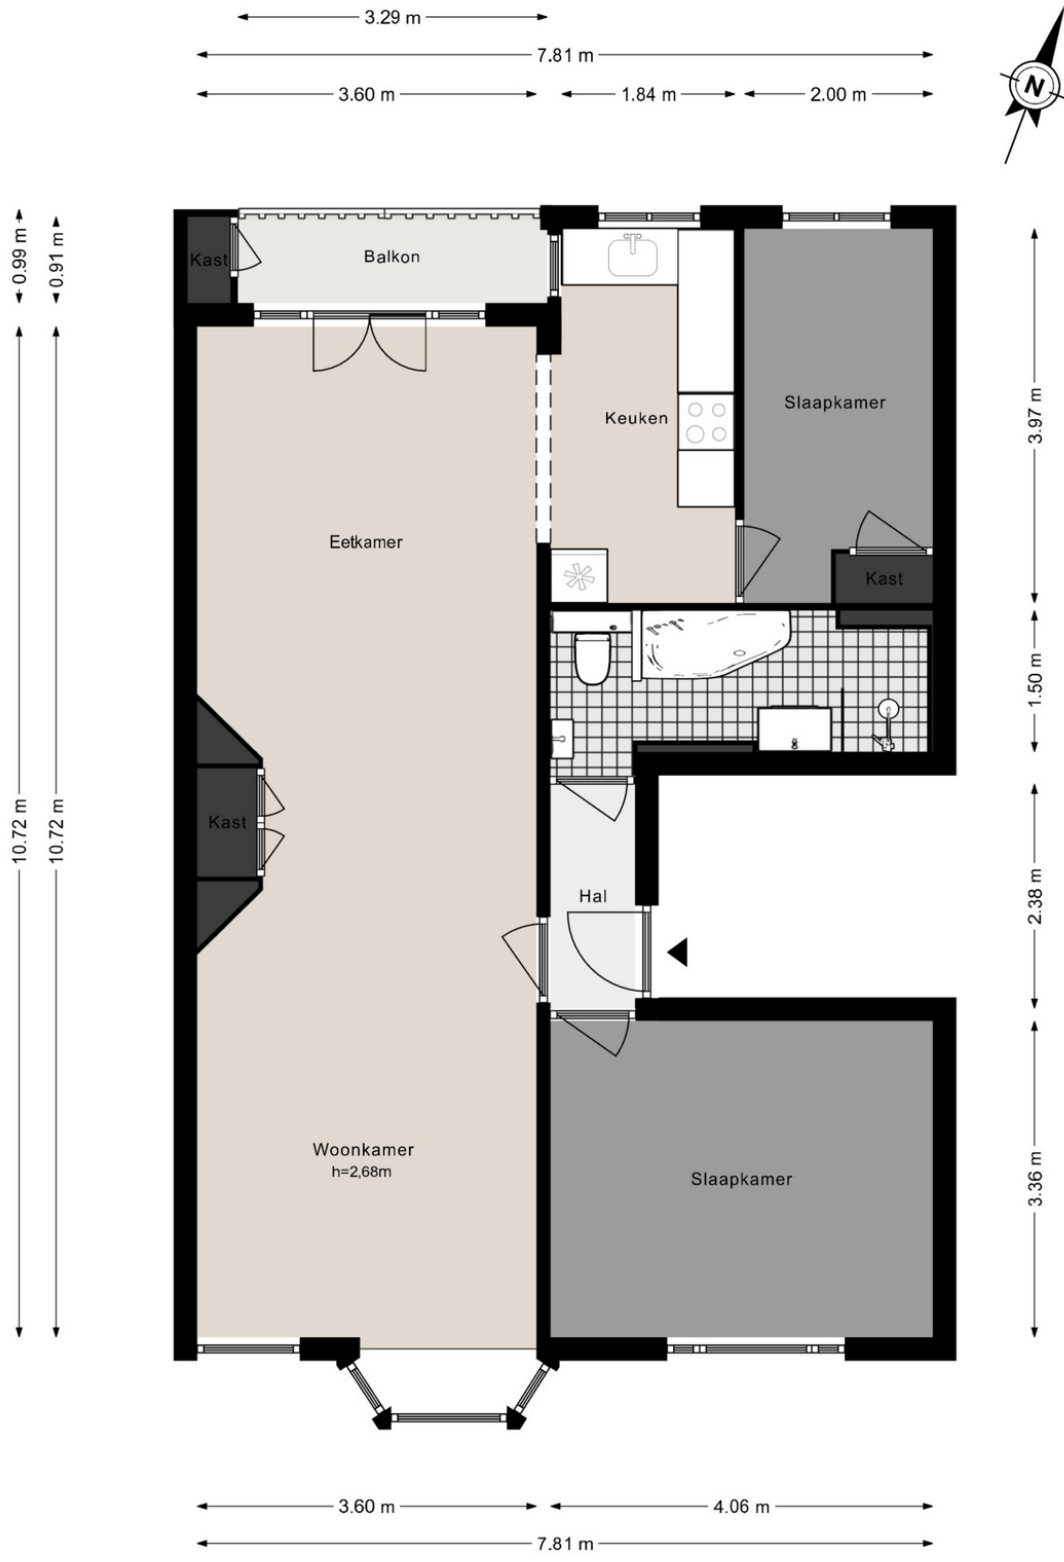 3.29 m
7.81 m
3.60 m
1.84 m
2.00 m
N
0.99 m
0.91 m
Kast
Balkon
Keuken
Slaapkamer
3.97 m
Eetkamer
Kast
1.50 m
10.72 m
10.72 m
Kast
Hal
2.38 m
Woonkamer
h=2,68m
Slaapkamer
3.36 m
3.60 m
4.06 m
7.81 m